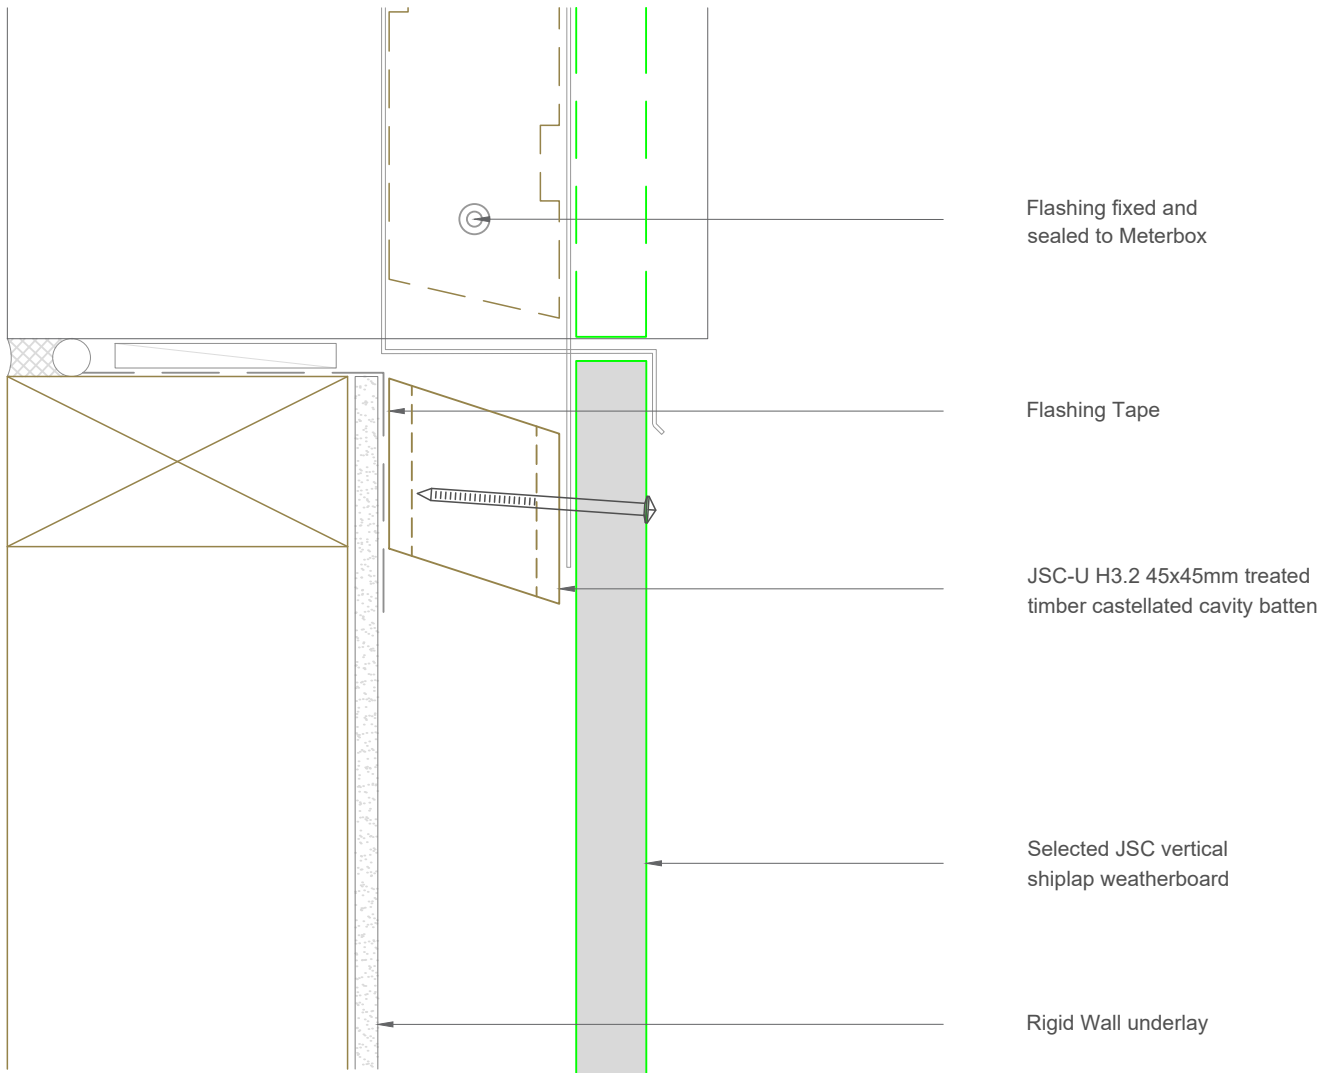 Flashing fixed and
sealed to Meterbox
Flashing Tape
JSC-U H3.2 45x45mm treated
timber castellated cavity batten
Selected JSC vertical
shiplap weatherboard
Rigid Wall underlay